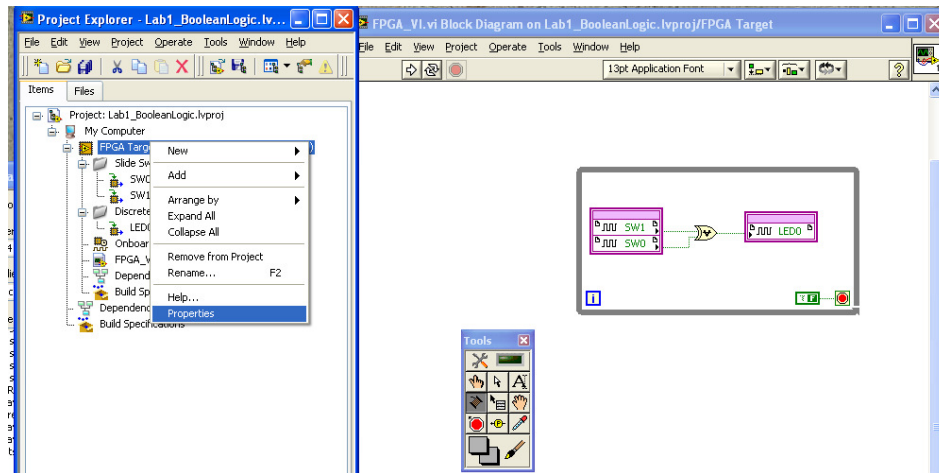 Project Explorer - Lab1_BooleanLogic.lv...
File Edit View Project Operate Tools Window Help
Items Files
Project: Lab1_BooleanLogic.lvproj
My Computer
FPGA Targ
Slide Sw
SW0
SW1
Discrete
LED0
Onboar
FPGA_V
Depend
Build Sp
Dependenc
Build Specifications
New
Add
Arrange by
Expand All
Collapse All
Remove from Project
Rename... F2
Help...
Properties
FPGA_VI.vi Block Diagram on Lab1_BooleanLogic.lvproj/FPGA Target
File Edit View Project Operate Tools Window Help
13pt Application Font
SW1
SW0
LED0
i
F
Tools